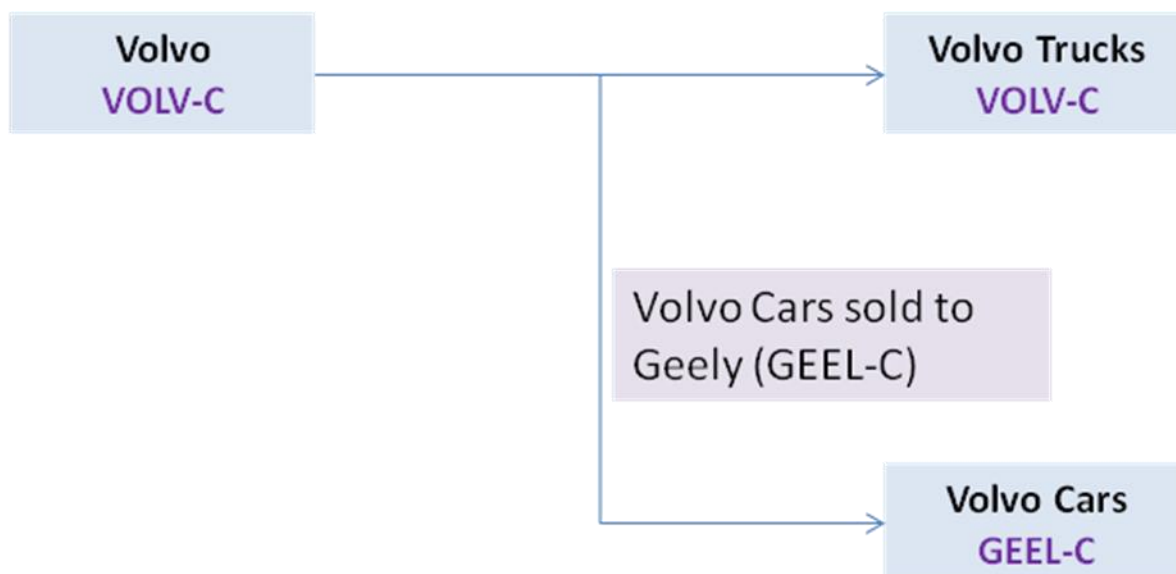 Volvo
VOLV-C
Volvo Trucks
VOLV-C
Volvo Cars sold to
Geely (GEEL-C)
Volvo Cars
GEEL-C